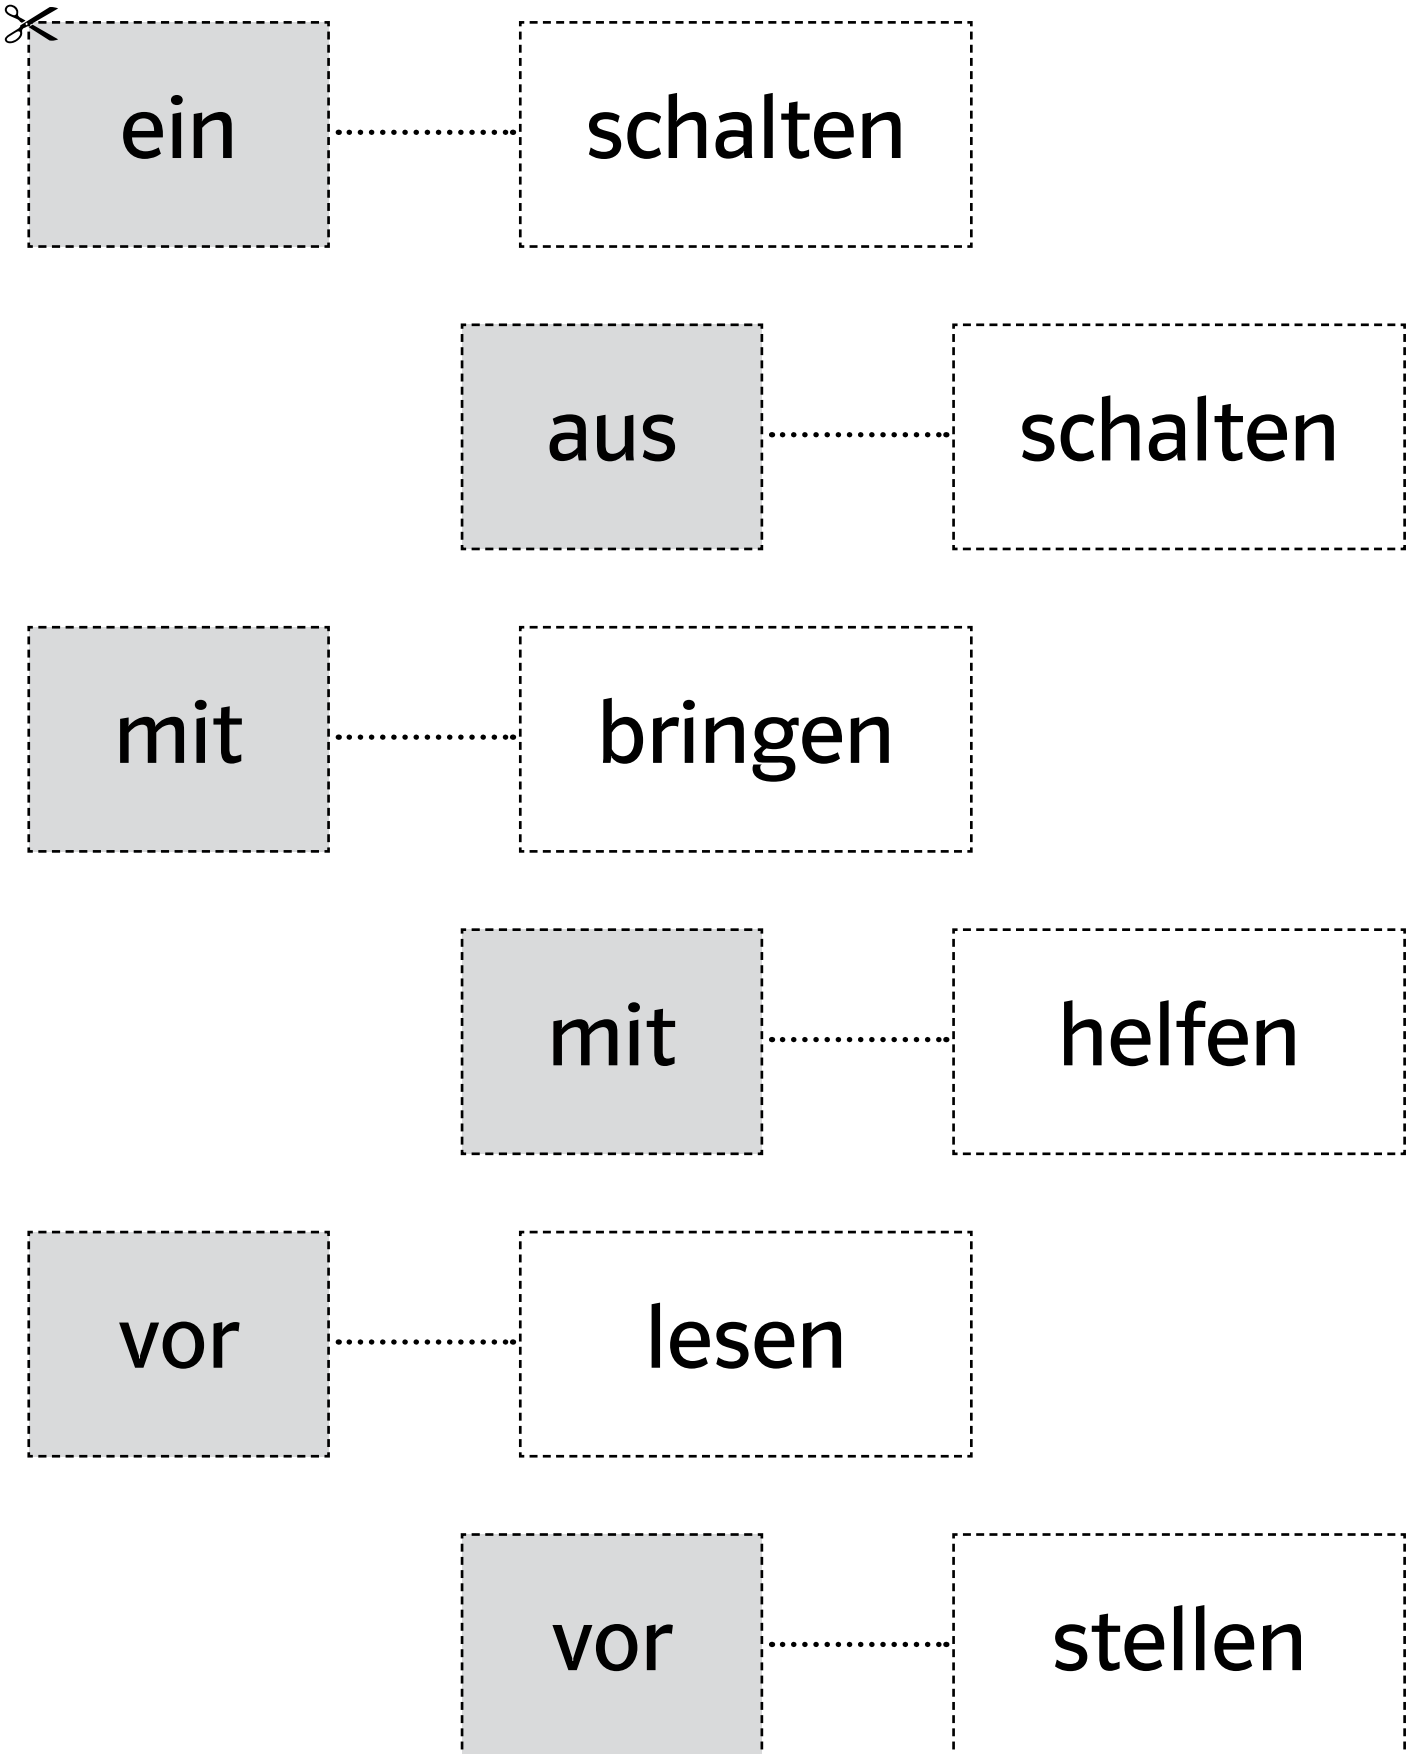 ein schalten
aus schalten
mit bringen
mit helfen
vor lesen
vor stellen